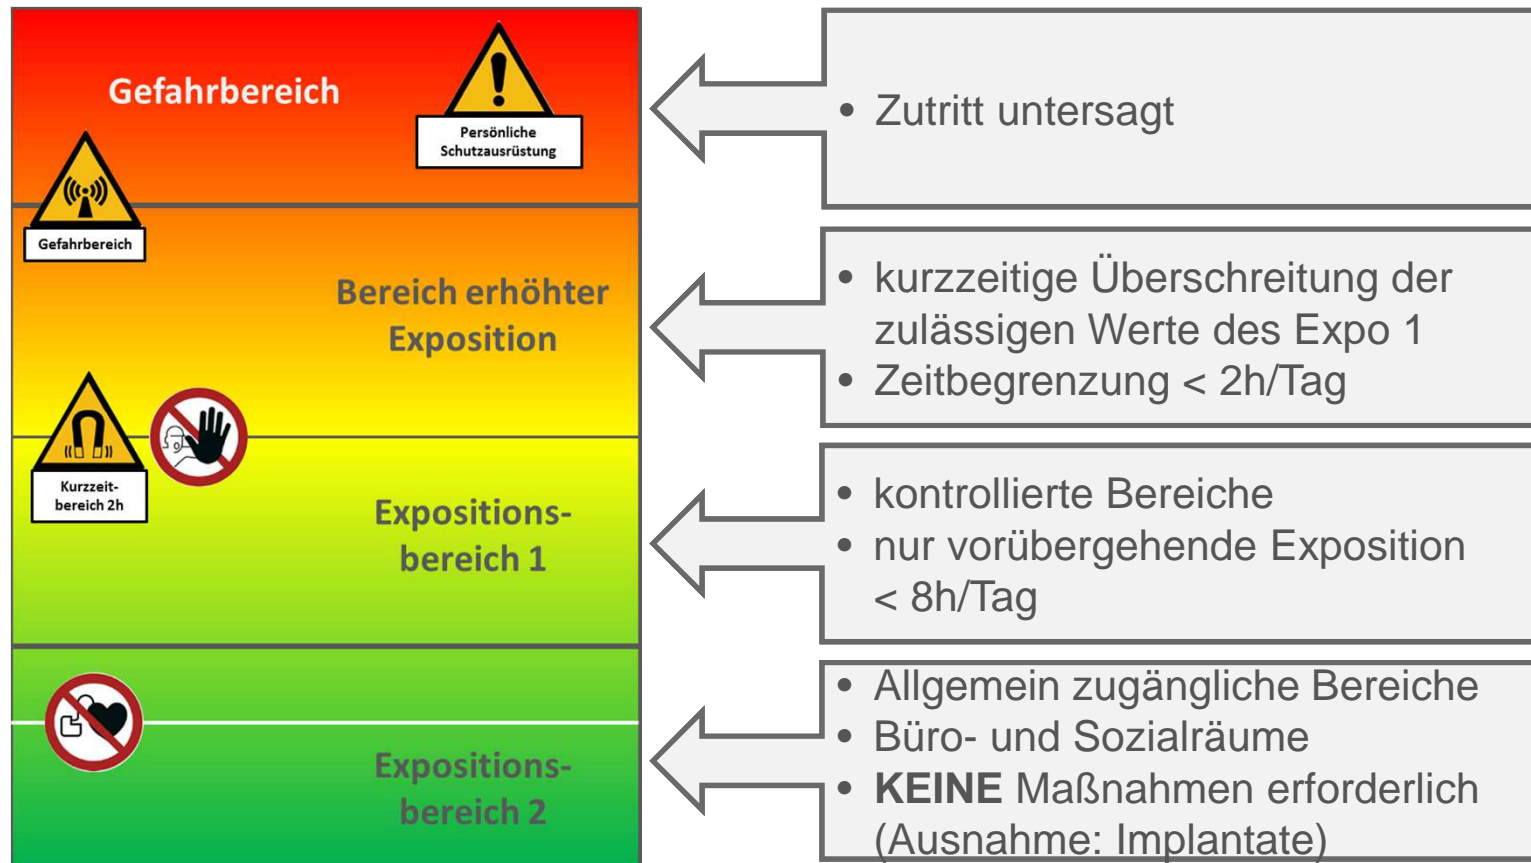 Gefahrbereich
Persönliche
Schutzausrüstung
Gefahrbereich
Bereich erhöhter
Exposition
Kurzzeit-
bereich 2h
Expositions-
bereich 1
Expositions-
bereich 2
• Zutritt untersagt
• kurzzeitige Überschreitung der
zulässigen Werte des Expo 1
• Zeitbegrenzung < 2h/Tag
• kontrollierte Bereiche
• nur vorübergehende Exposition
< 8h/Tag
• Allgemein zugängliche Bereiche
• Büro- und Sozialräume
• KEINE Maßnahmen erforderlich
(Ausnahme: Implantate)